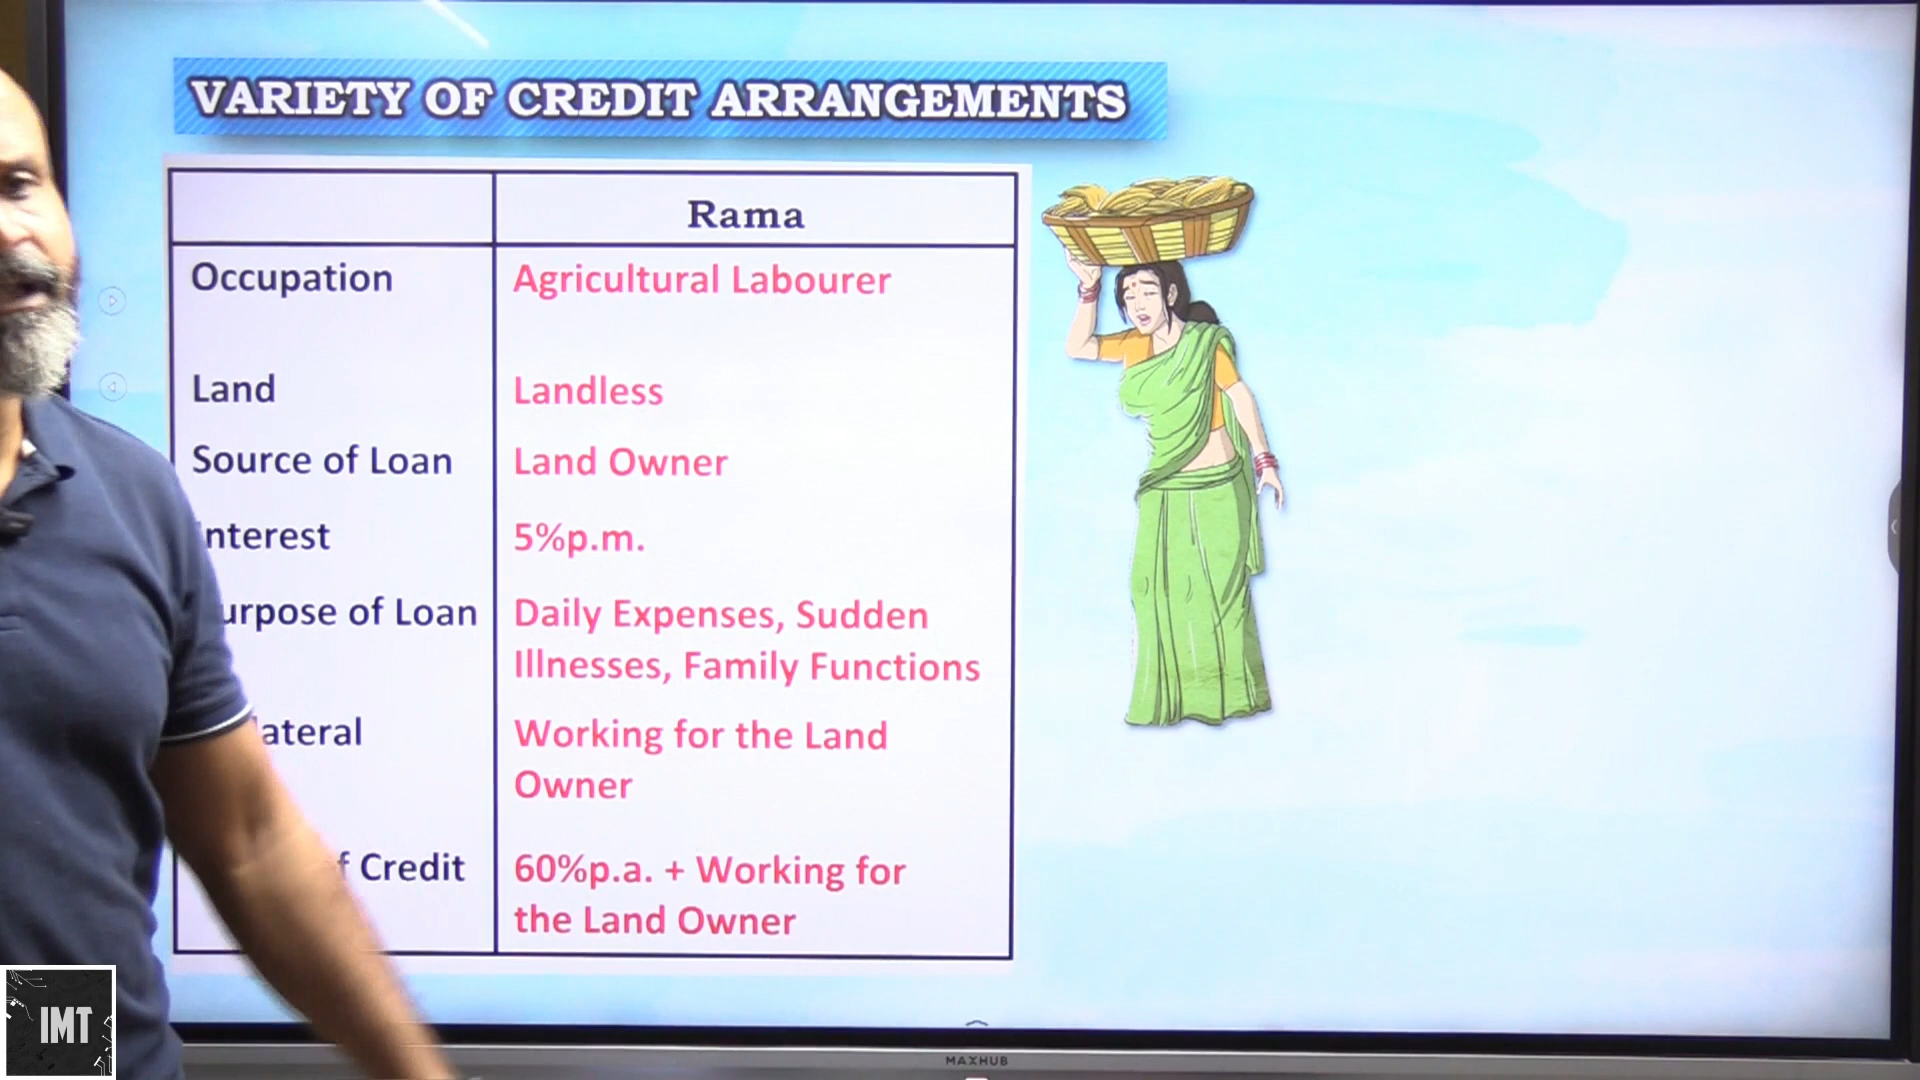 VARIETY OF CREDIT ARRANGEMENTS
Rama
Occupation Agricultural Labourer
Land Landless
Source of Loan Land Owner
nterest 5%p.m.
urpose of Loan Daily Expenses, Sudden
Illnesses, Family Functions
lateral Working for the Land
Owner
f Credit 60%p.a. + Working for
the Land Owner
IMT
MAXHUB